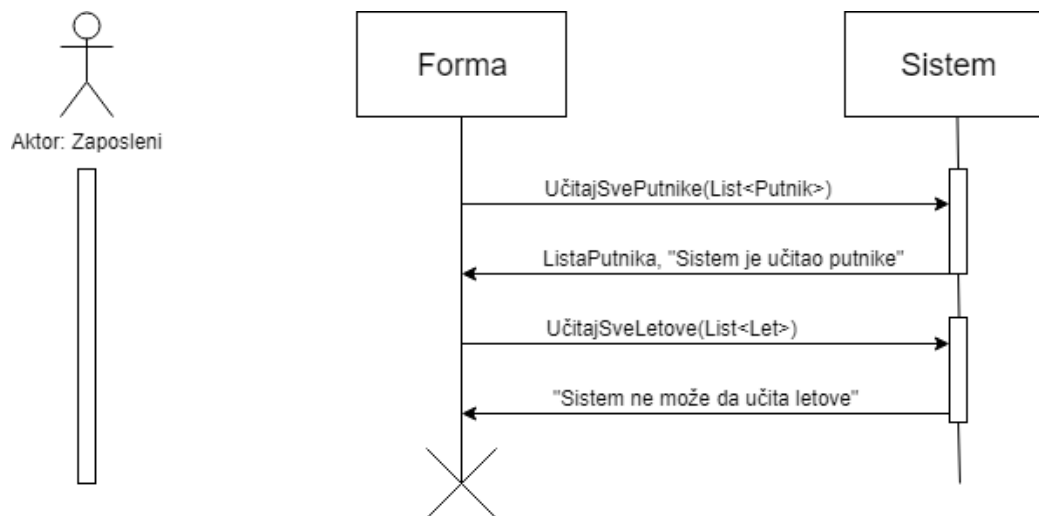 Forma
Sistem
Aktor: Zaposleni
UčitajSvePutnike(List<Putnik>)
ListaPutnika, "Sistem je učitao putnike"
UčitajSveLetove(List<Let>)
"Sistem ne može da učita letove"